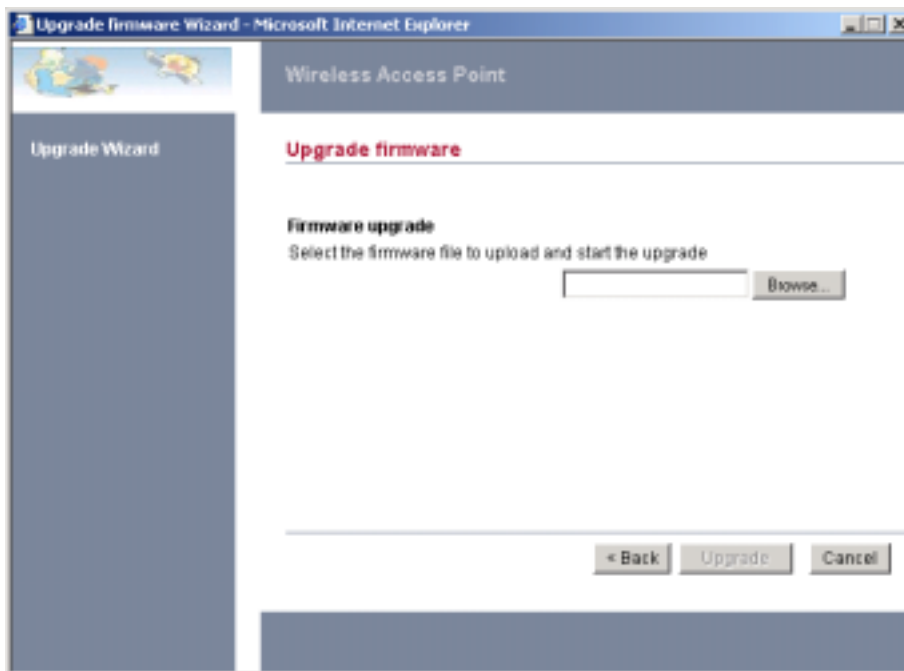 Upgrade firmware Wizard - Microsoft Internet Explorer
Wireless Access Point
Upgrade Wizard
Upgrade firmware
Firmware upgrade
Select the firmware file to upload and start the upgrade
Browse...
« Back
Upgrade
Cancel